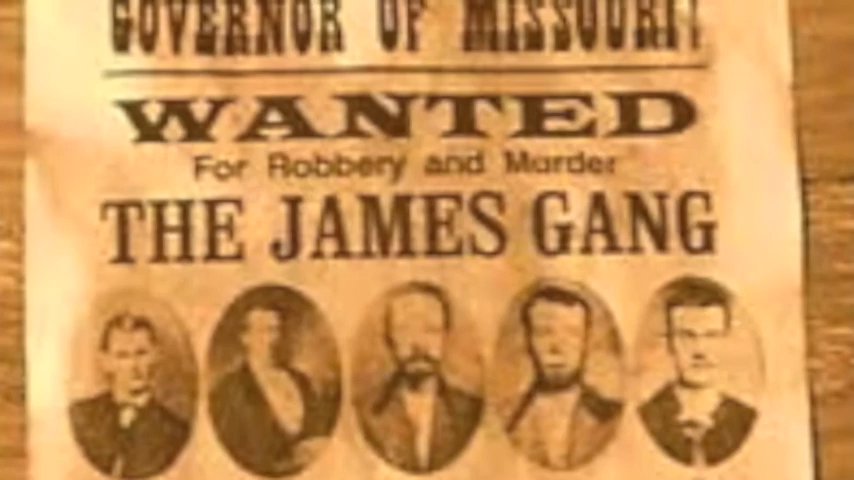 GOVERNOR OF MISSOURI!
WANTED
For Robbery and Murder
THE JAMES GANG